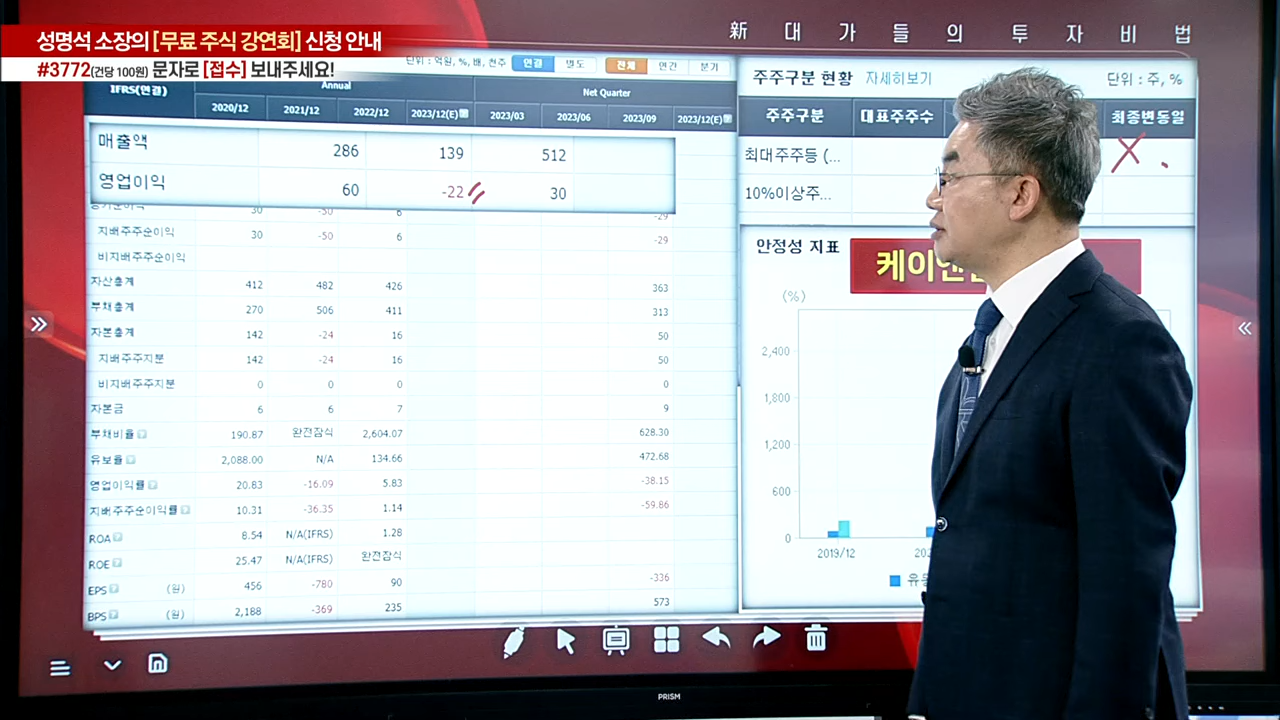 성명석 소장의 [무료 주식 강연회] 신청 안내
#3772(건당 100원) 문자로 [접수] 보내주세요!
新 대 가 들 의 투 자 비 법
단위 : 억원, %, 배, 천주 연결 별도 전체 연간 분기
IFRS(연결) Annual Net Quarter
2020/12 2021/12 2022/12 2023/12(E) 2023/03 2023/06 2023/09 2023/12(E)
매출액 286 139 512
영업이익 60 -22 30
당기순이익 30 -50 6 -29
지배주주순이익 30 -50 6 -29
비지배주주순이익
자산총계 412 482 426 363
부채총계 270 506 411 313
자본총계 142 -24 16 50
지배주주지분 142 -24 16 50
비지배주주지분 0 0 0 0
자본금 6 6 7 9
부채비율 190.87 완전잠식 2,604.07 628.30
유보율 2,088.00 N/A 134.66 472.68
영업이익률 20.83 -16.09 5.83 -38.15
지배주주순이익률 10.31 -36.35 1.14 -59.86
ROA 8.54 N/A(IFRS) 1.28
ROE 25.47 N/A(IFRS) 완전잠식
EPS (원) 456 -780 90 -336
BPS (원) 2,188 -369 235 573
주주구분 현황 자세히보기 단위 : 주, %
주주구분 대표주주수 최종변동일
최대주주등 (...
10%이상주...
안정성 지표
케이엔
(%)
2,400
1,800
1,200
600
0
2019/12
PRISM